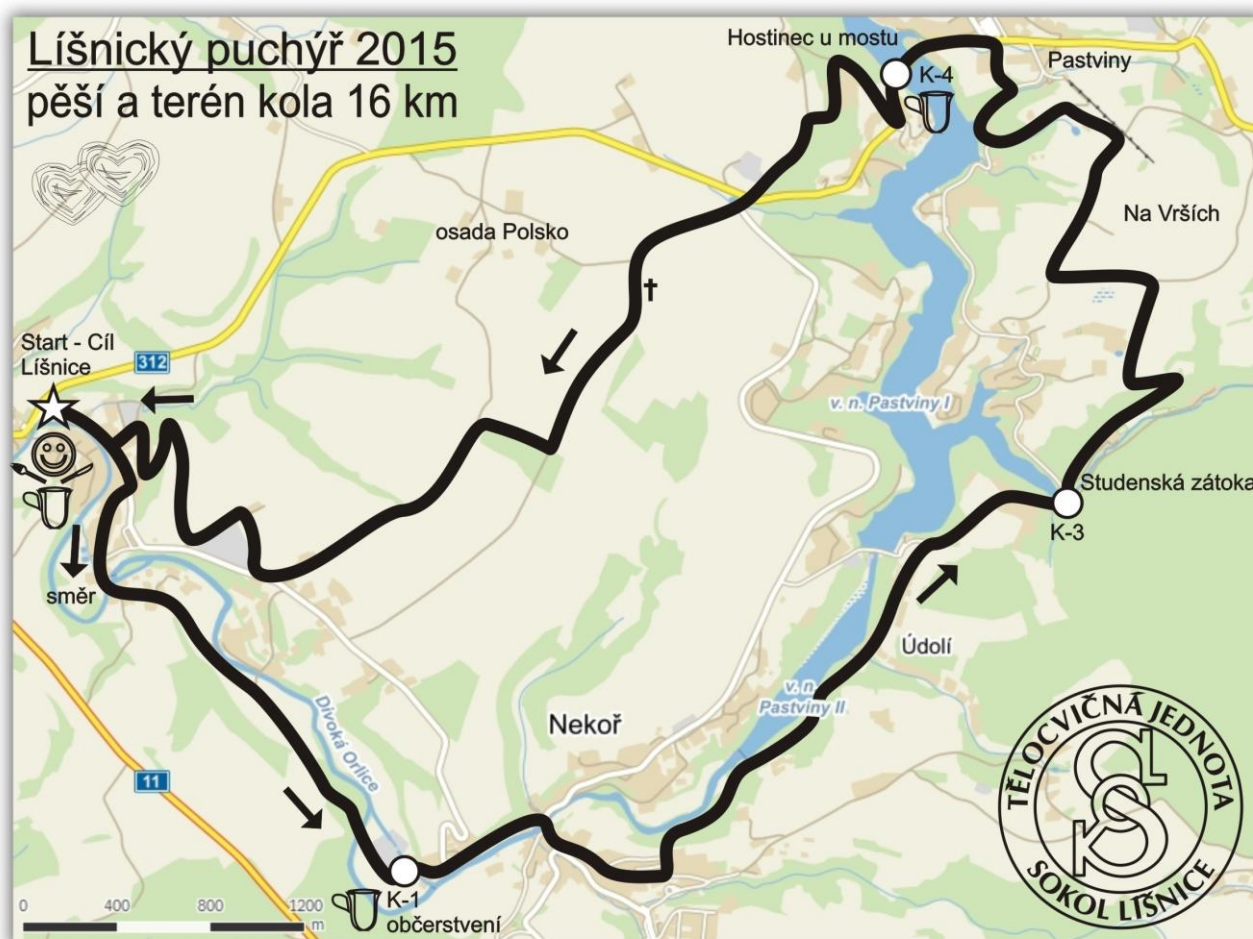 Líšnický puchýř 2015
pěší a terén kola 16 km
Hostinec u mostu
K-4
Pastviny
Na Vrších
osada Polsko
Start - Cíl
Líšnice
312
v. n. Pastviny I
Studenská zátoka
K-3
směr
Údolí
v. n.
Pastviny II
Nekoř
Divoká Orlice
11
K-1
občerstvení
0 400 800 1200
m
TĚLOCVIČNÁ JEDNOTA
SOKOL LÍŠNICE